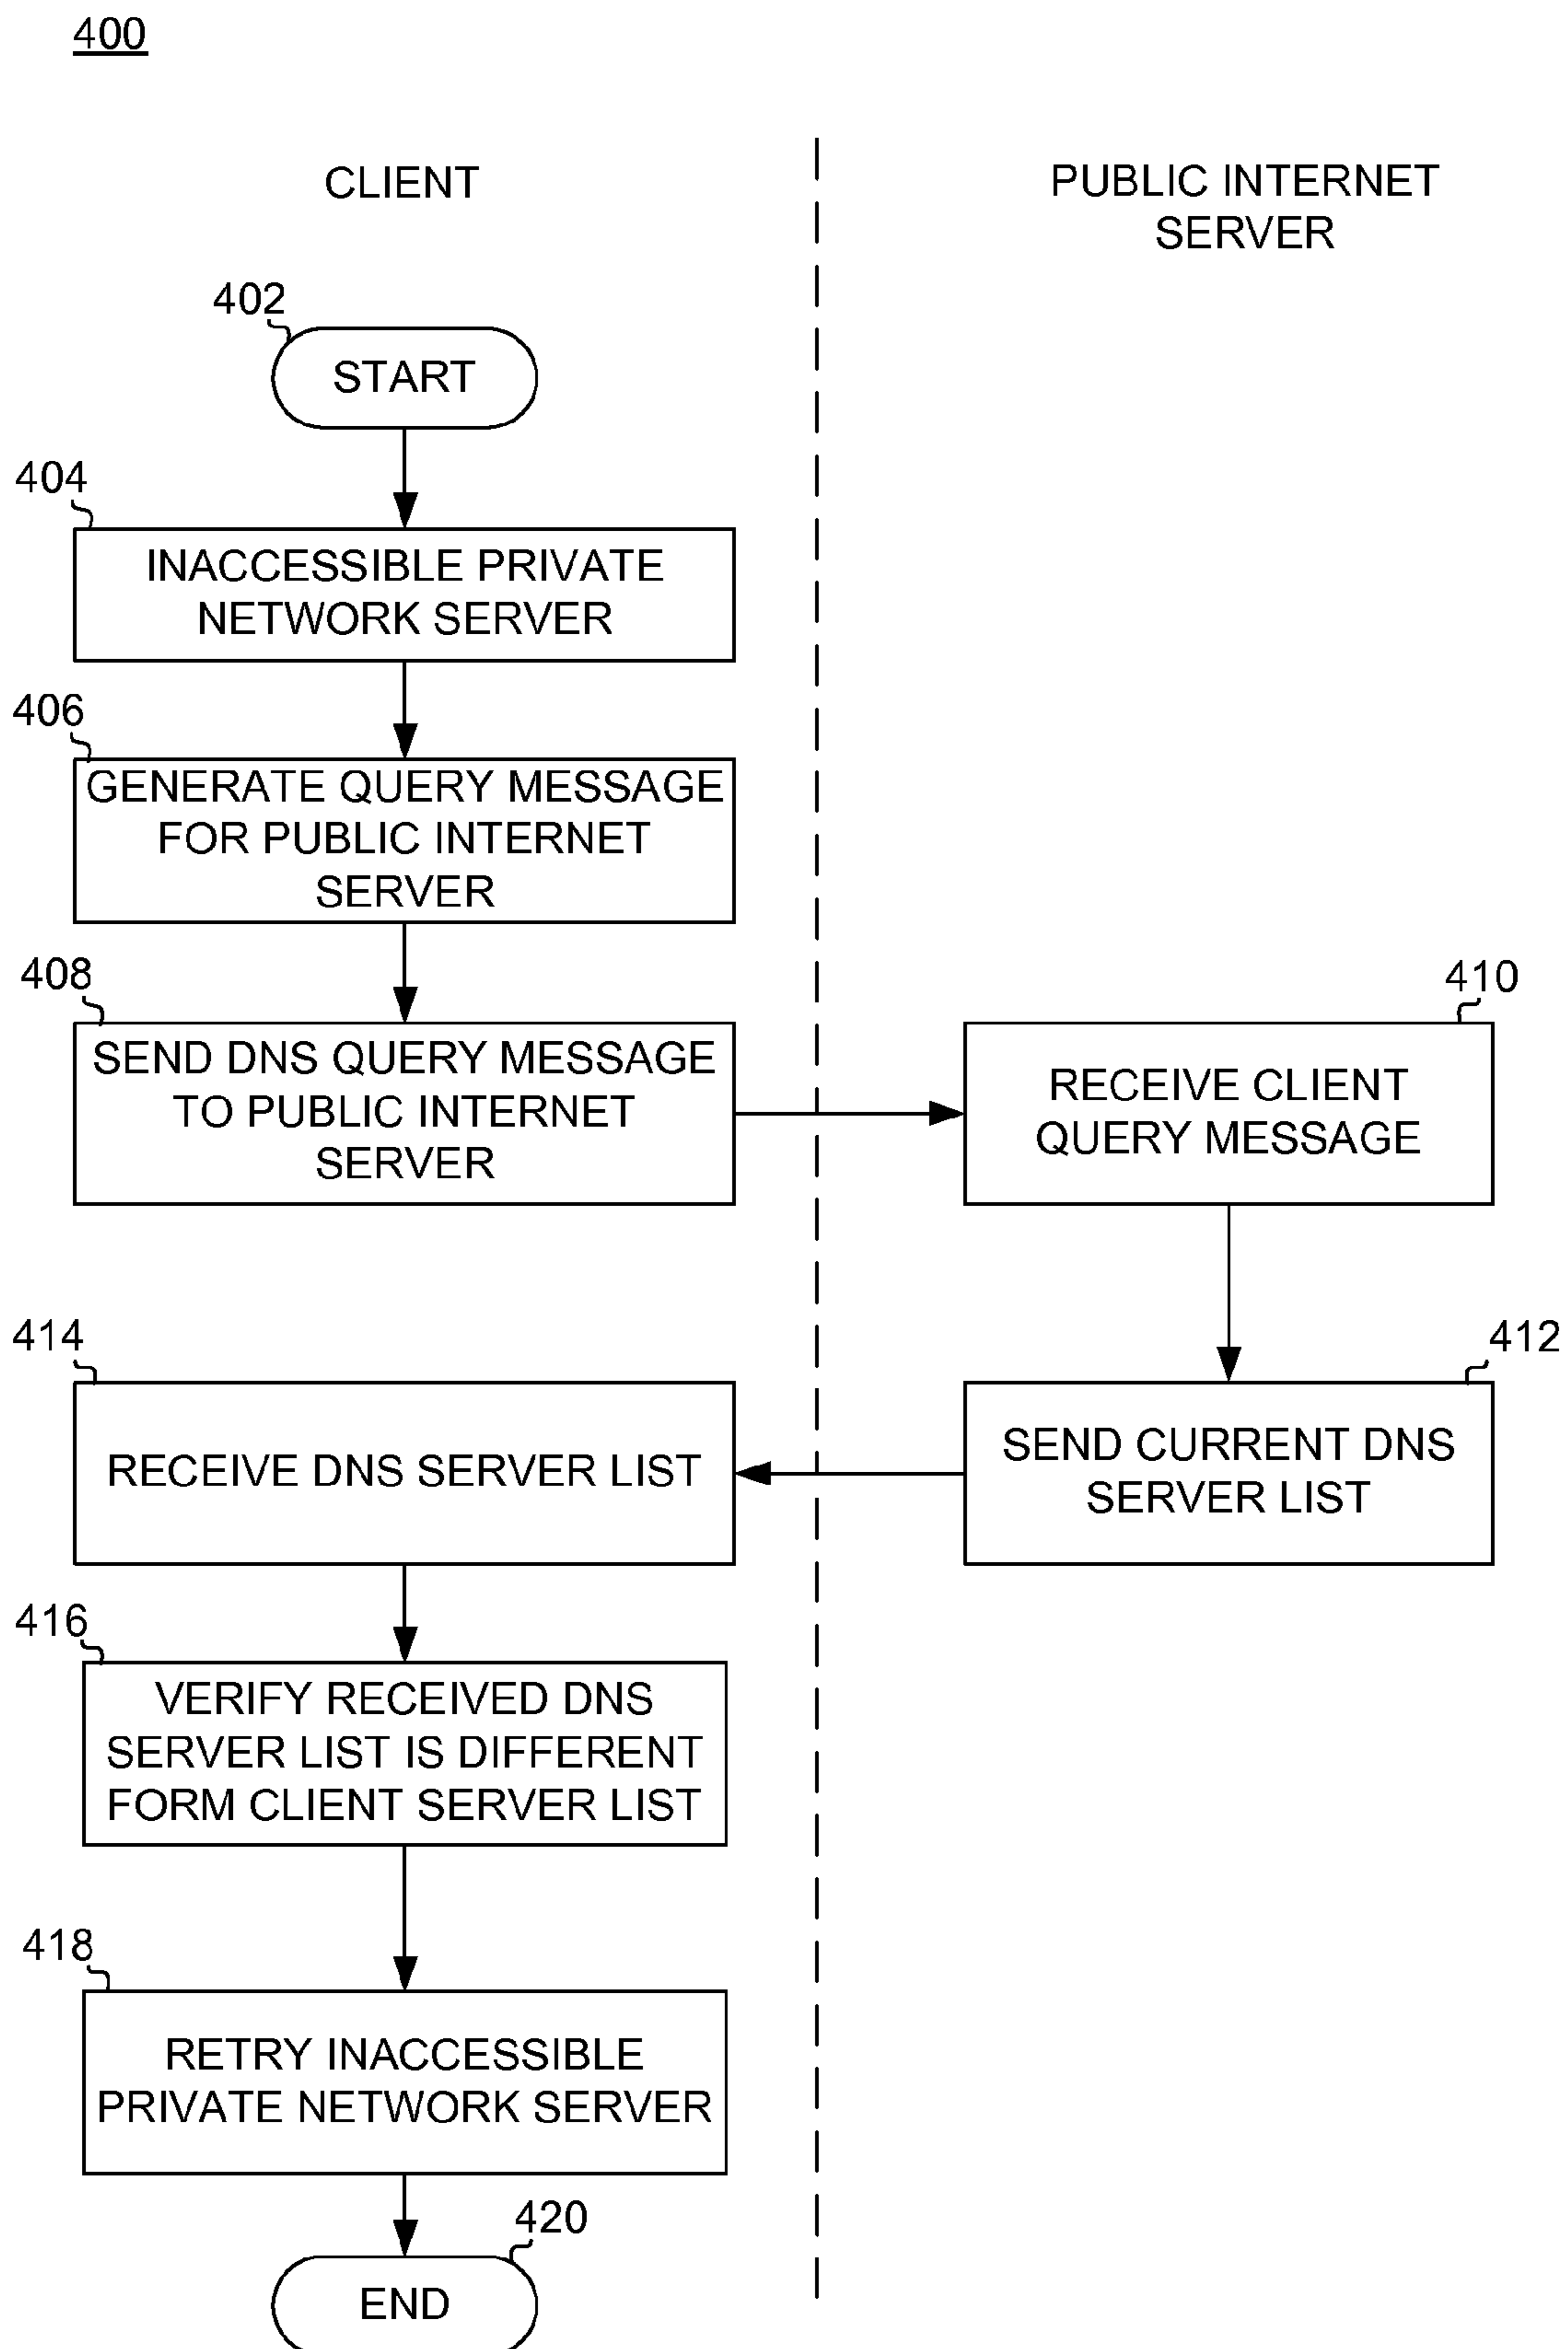 400
CLIENT
PUBLIC INTERNET
SERVER
402
START
404
INACCESSIBLE PRIVATE
NETWORK SERVER
406
GENERATE QUERY MESSAGE
FOR PUBLIC INTERNET
SERVER
408
SEND DNS QUERY MESSAGE
TO PUBLIC INTERNET
SERVER
410
RECEIVE CLIENT
QUERY MESSAGE
412
SEND CURRENT DNS
SERVER LIST
414
RECEIVE DNS SERVER LIST
416
VERIFY RECEIVED DNS
SERVER LIST IS DIFFERENT
FORM CLIENT SERVER LIST
418
RETRY INACCESSIBLE
PRIVATE NETWORK SERVER
420
END